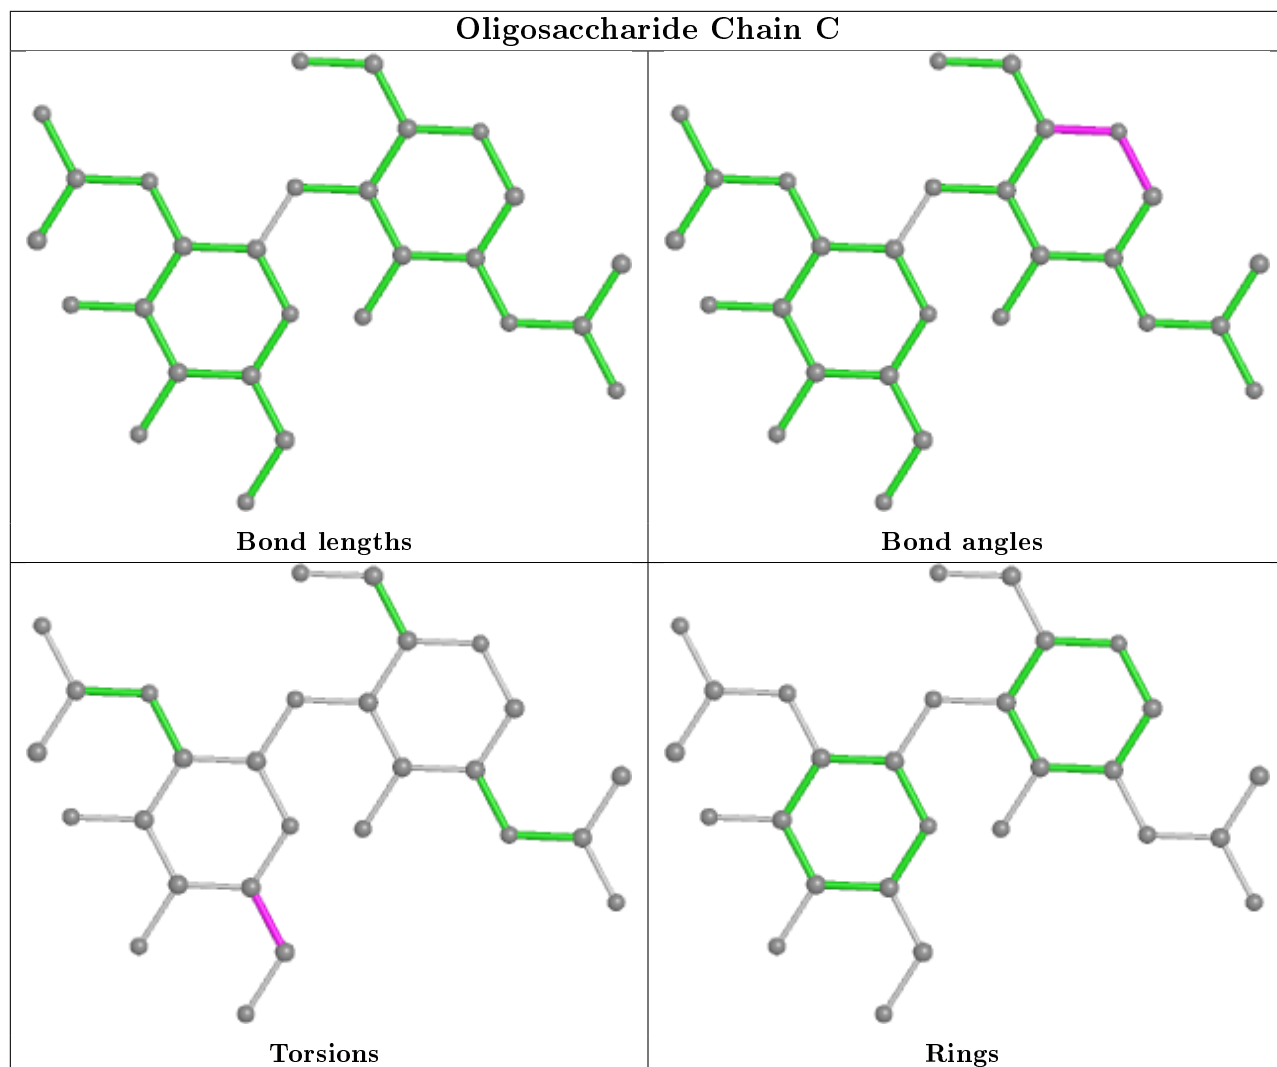 Oligosaccharide Chain C
Bond lengths
Bond angles
Torsions
Rings